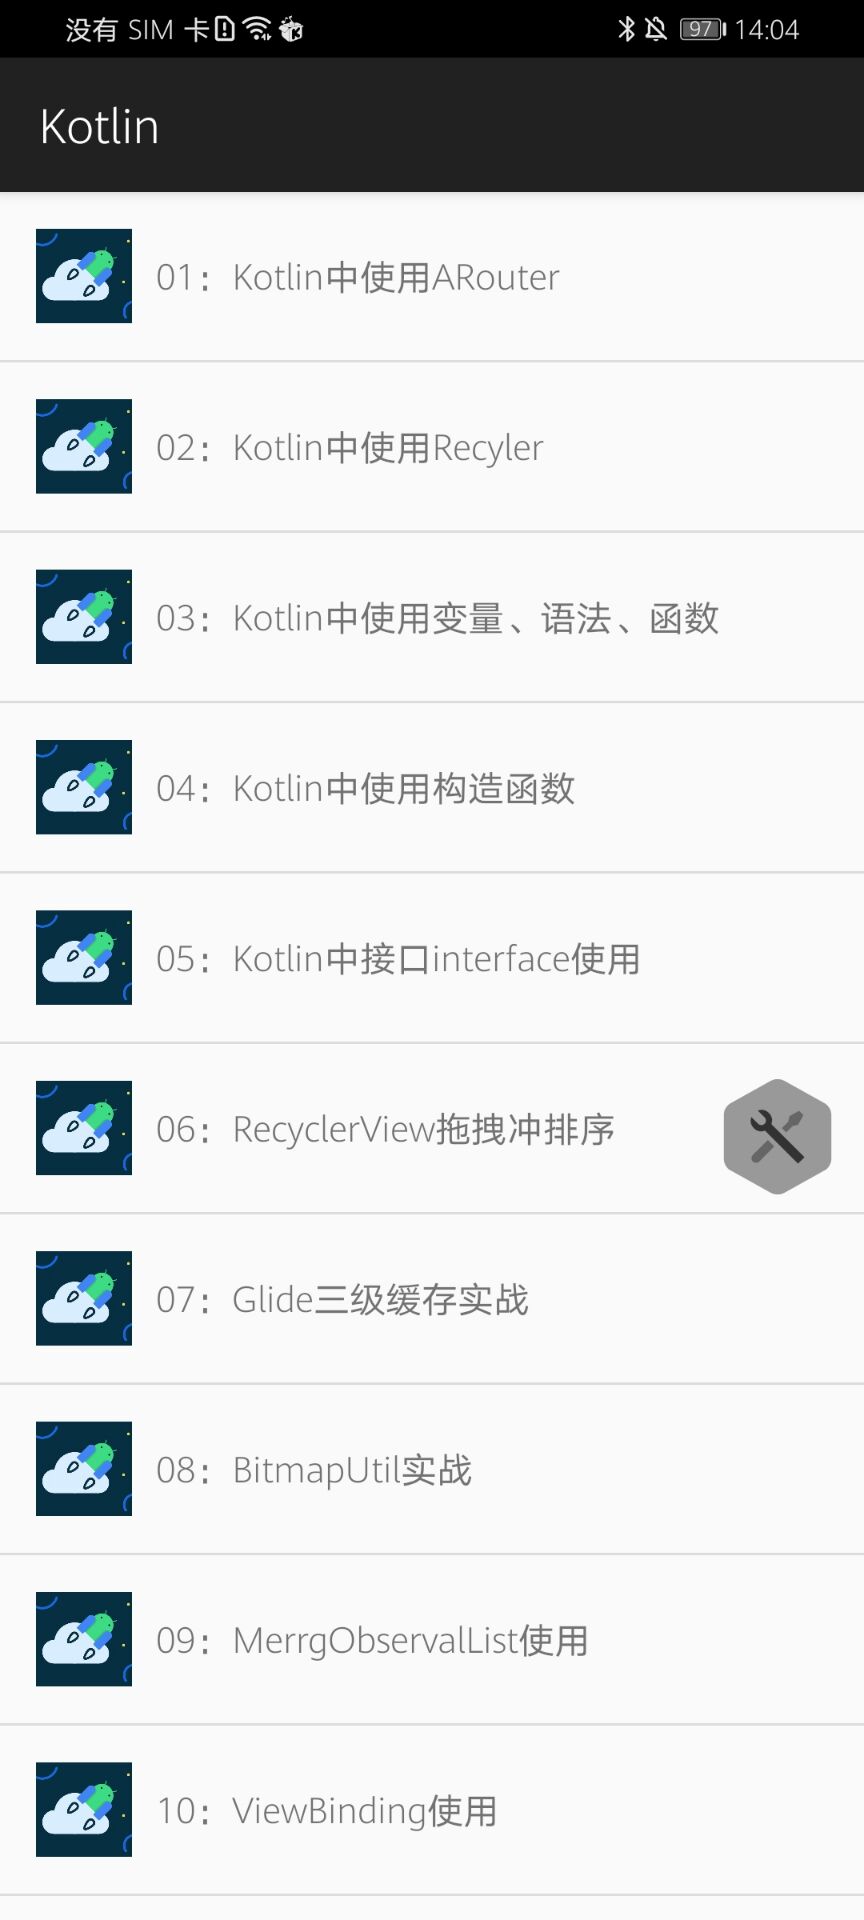 没有 SIM 卡 97 14:04
Kotlin
01：Kotlin中使用ARouter
02：Kotlin中使用Recyler
03：Kotlin中使用变量、语法、函数
04：Kotlin中使用构造函数
05：Kotlin中接口interface使用
06：RecyclerView拖拽冲排序
07：Glide三级缓存实战
08：BitmapUtil实战
09：MerrgObservalList使用
10：ViewBinding使用